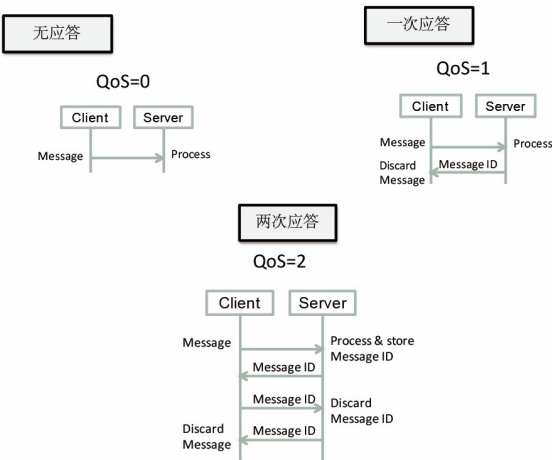 无应答
QoS=0
Client Server
Message Process
一次应答
QoS=1
Client Server
Message Process
Discard Message ID
Message
两次应答
QoS=2
Client Server
Message Process & store
Message ID
Message ID
Message ID Discard
Message ID
Discard Message ID
Message